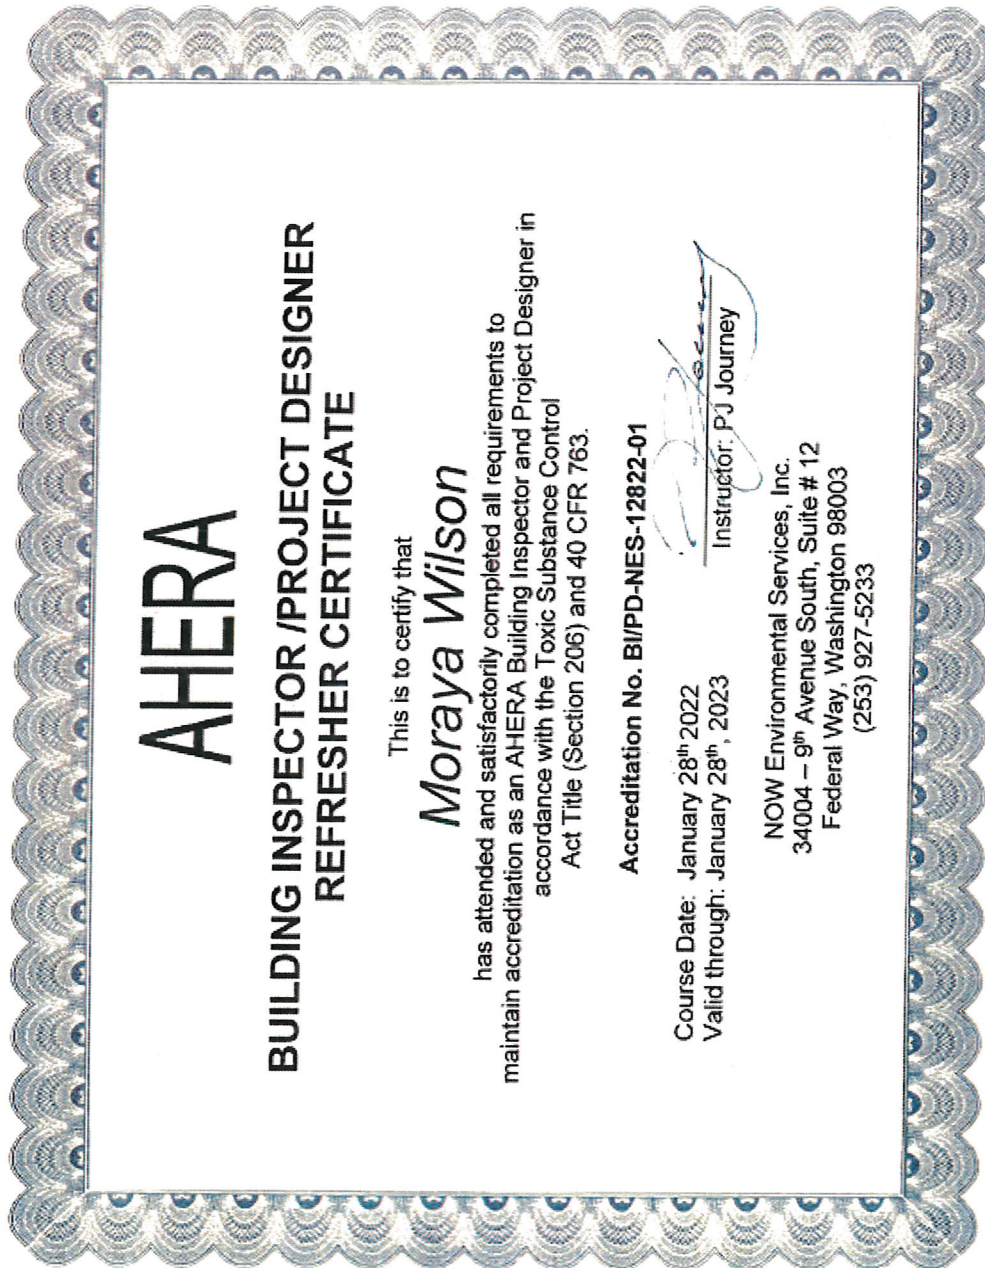 AHERA
BUILDING INSPECTOR /PROJECT DESIGNER
REFRESHER CERTIFICATE
This is to certify that
Moraya Wilson
has attended and satisfactorily completed all requirements to
maintain accreditation as an AHERA Building Inspector and Project Designer in
accordance with the Toxic Substance Control
Act Title (Section 206) and 40 CFR 763.
Accreditation No. BI/PD-NES-12822-01
Course Date: January 28th 2022
Valid through: January 28th, 2023
Instructor: PJ Journey
NOW Environmental Services, Inc.
34004 – 9th Avenue South, Suite # 12
Federal Way, Washington 98003
(253) 927-5233